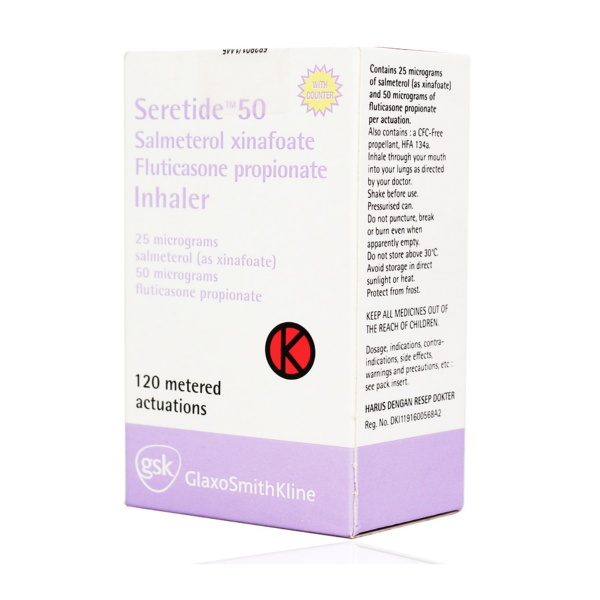 Seretide™ 50
Salmeterol xinafoate
Fluticasone propionate
Inhaler
WITH
COUNTER
25 micrograms
salmeterol (as xinafoate)
50 micrograms
fluticasone propionate
K
120 metered
actuations
gsk
GlaxoSmithKline
Contains 25 micrograms
of salmeterol (as xinafoate)
and 50 micrograms of
fluticasone propionate
per actuation.
Also contains : a CFC-Free
propellant, HFA 134a.
Inhale through your mouth
into your lungs as directed
by your doctor.
Shake before use.
Pressurised can.
Do not puncture, break
or burn even when
apparently empty.
Do not store above 30°C.
Avoid storage in direct
sunlight or heat.
Protect from frost.
KEEP ALL MEDICINES OUT OF
THE REACH OF CHILDREN.
Dosage, indications, contra-
indications, side effects,
warnings and precautions, etc :
see pack insert.
HARUS DENGAN RESEP DOKTER
Reg. No. DKI1191600568A2